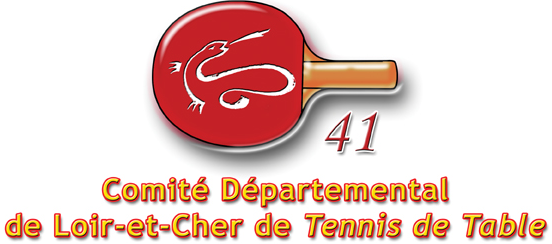 41
Comité Départemental
de Loir-et-Cher de Tennis de Table